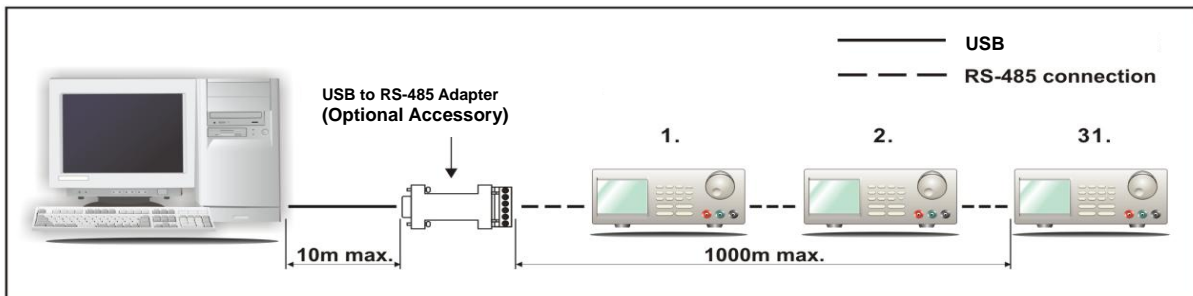 USB
RS-485 connection
USB to RS-485 Adapter
(Optional Accessory)
1.
2.
31.
10m max.
1000m max.